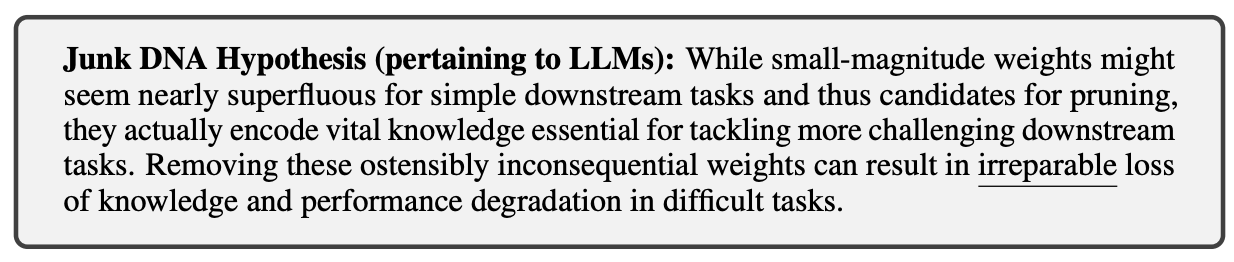 Junk DNA Hypothesis (pertaining to LLMs): While small-magnitude weights might
seem nearly superfluous for simple downstream tasks and thus candidates for pruning,
they actually encode vital knowledge essential for tackling more challenging downstream
tasks. Removing these ostensibly inconsequential weights can result in irreparable loss
of knowledge and performance degradation in difficult tasks.